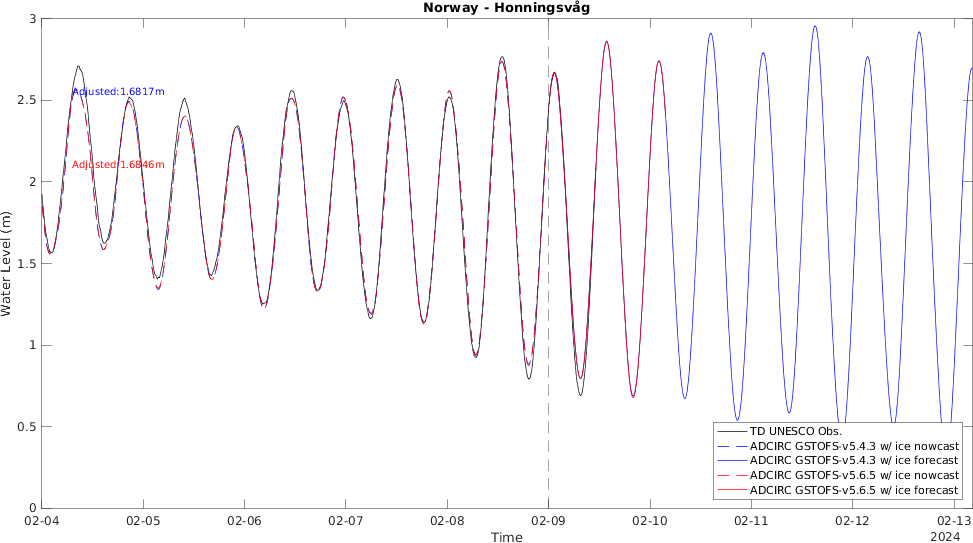 Norway - Honningsvåg
3
2.5
2
1.5
1
0.5
0
Water Level (m)
Adjusted:1.6817m
Adjusted:1.6846m
TD UNESCO Obs.
ADCIRC GSTOFS-v5.4.3 w/ ice nowcast
ADCIRC GSTOFS-v5.4.3 w/ ice forecast
ADCIRC GSTOFS-v5.6.5 w/ ice nowcast
ADCIRC GSTOFS-v5.6.5 w/ ice forecast
02-04 02-05 02-06 02-07 02-08 02-09 02-10 02-11 02-12 02-13
Time
2024